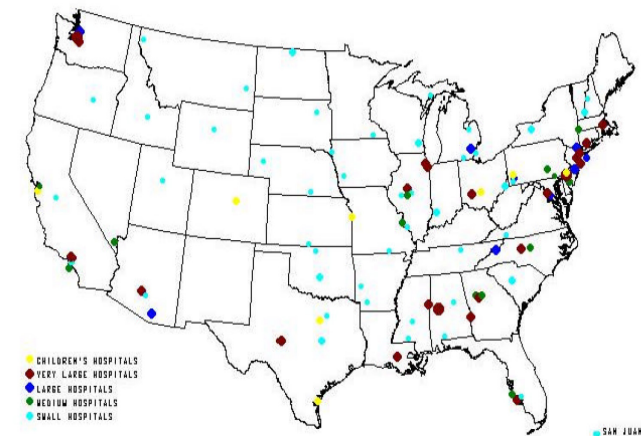 CHILDREN'S HOSPITALS
VERY LARGE HOSPITALS
LARGE HOSPITALS
MEDIUM HOSPITALS
SMALL HOSPITALS
SAN JUAN